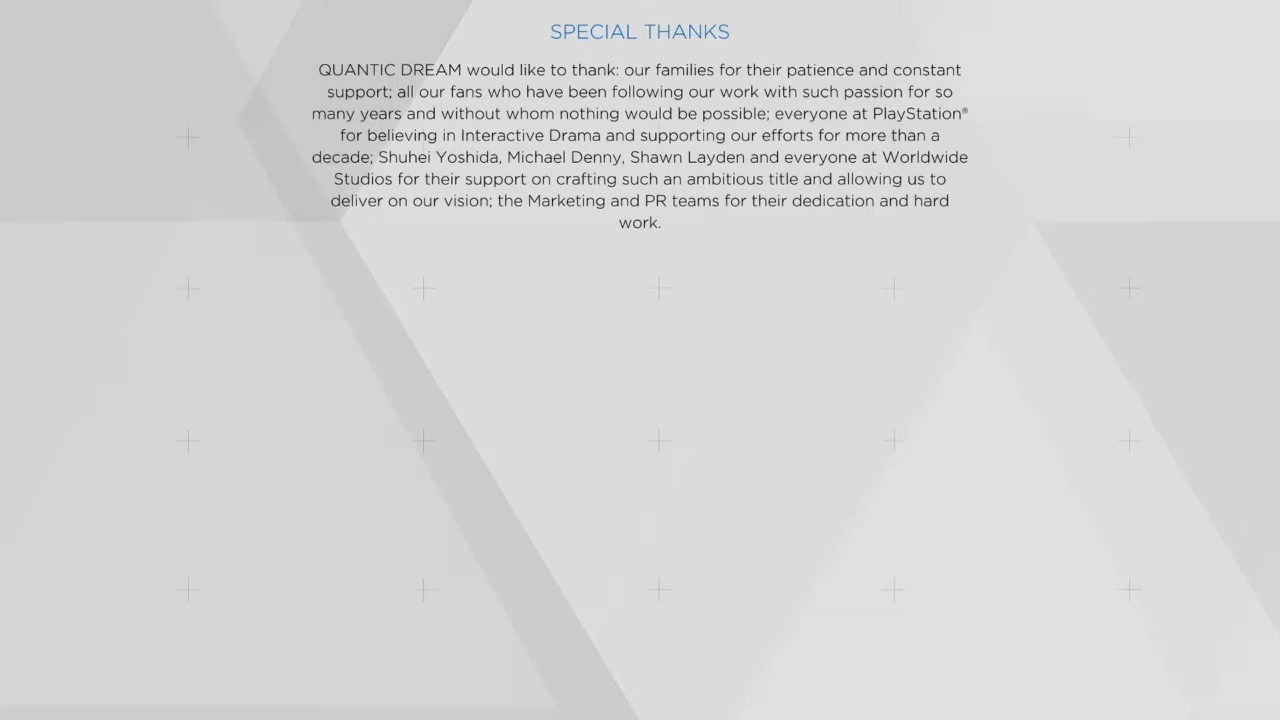 SPECIAL THANKS
QUANTIC DREAM would like to thank: our families for their patience and constant
support; all our fans who have been following our work with such passion for so
many years and without whom nothing would be possible; everyone at PlayStation®
for believing in Interactive Drama and supporting our efforts for more than a
decade; Shuhei Yoshida, Michael Denny, Shawn Layden and everyone at Worldwide
Studios for their support on crafting such an ambitious title and allowing us to
deliver on our vision; the Marketing and PR teams for their dedication and hard
work.